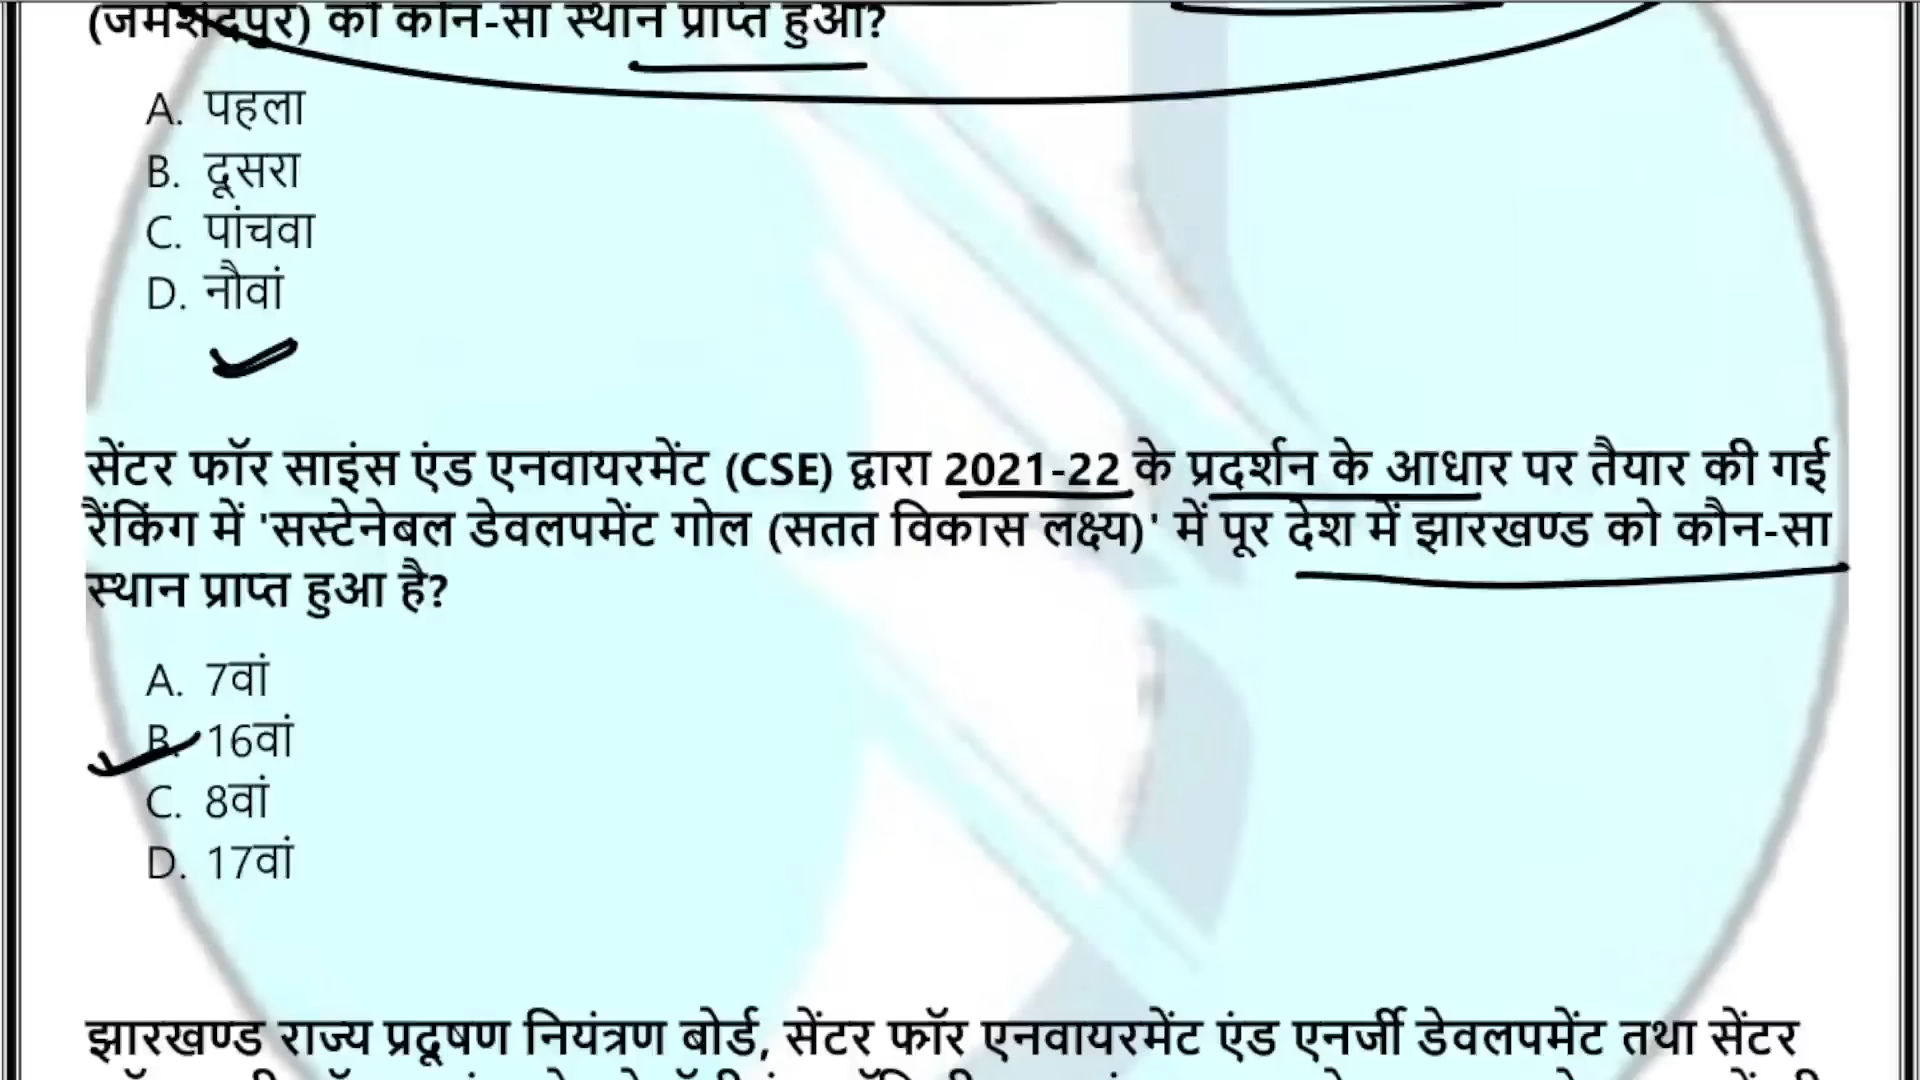 (जमशेदपुर) को कौन-सा स्थान प्राप्त हुआ?
A. पहला
B. दूसरा
C. पांचवा
D. नौवां
सेंटर फॉर साइंस एंड एनवायरमेंट (CSE) द्वारा 2021-22 के प्रदर्शन के आधार पर तैयार की गई
रैंकिंग में 'सस्टेनेबल डेवलपमेंट गोल (सतत विकास लक्ष्य)' में पूर देश में झारखण्ड को कौन-सा
स्थान प्राप्त हुआ है?
A. 7वां
B. 16वां
C. 8वां
D. 17वां
झारखण्ड राज्य प्रदूषण नियंत्रण बोर्ड, सेंटर फॉर एनवायरमेंट एंड एनर्जी डेवलपमेंट तथा सेंटर